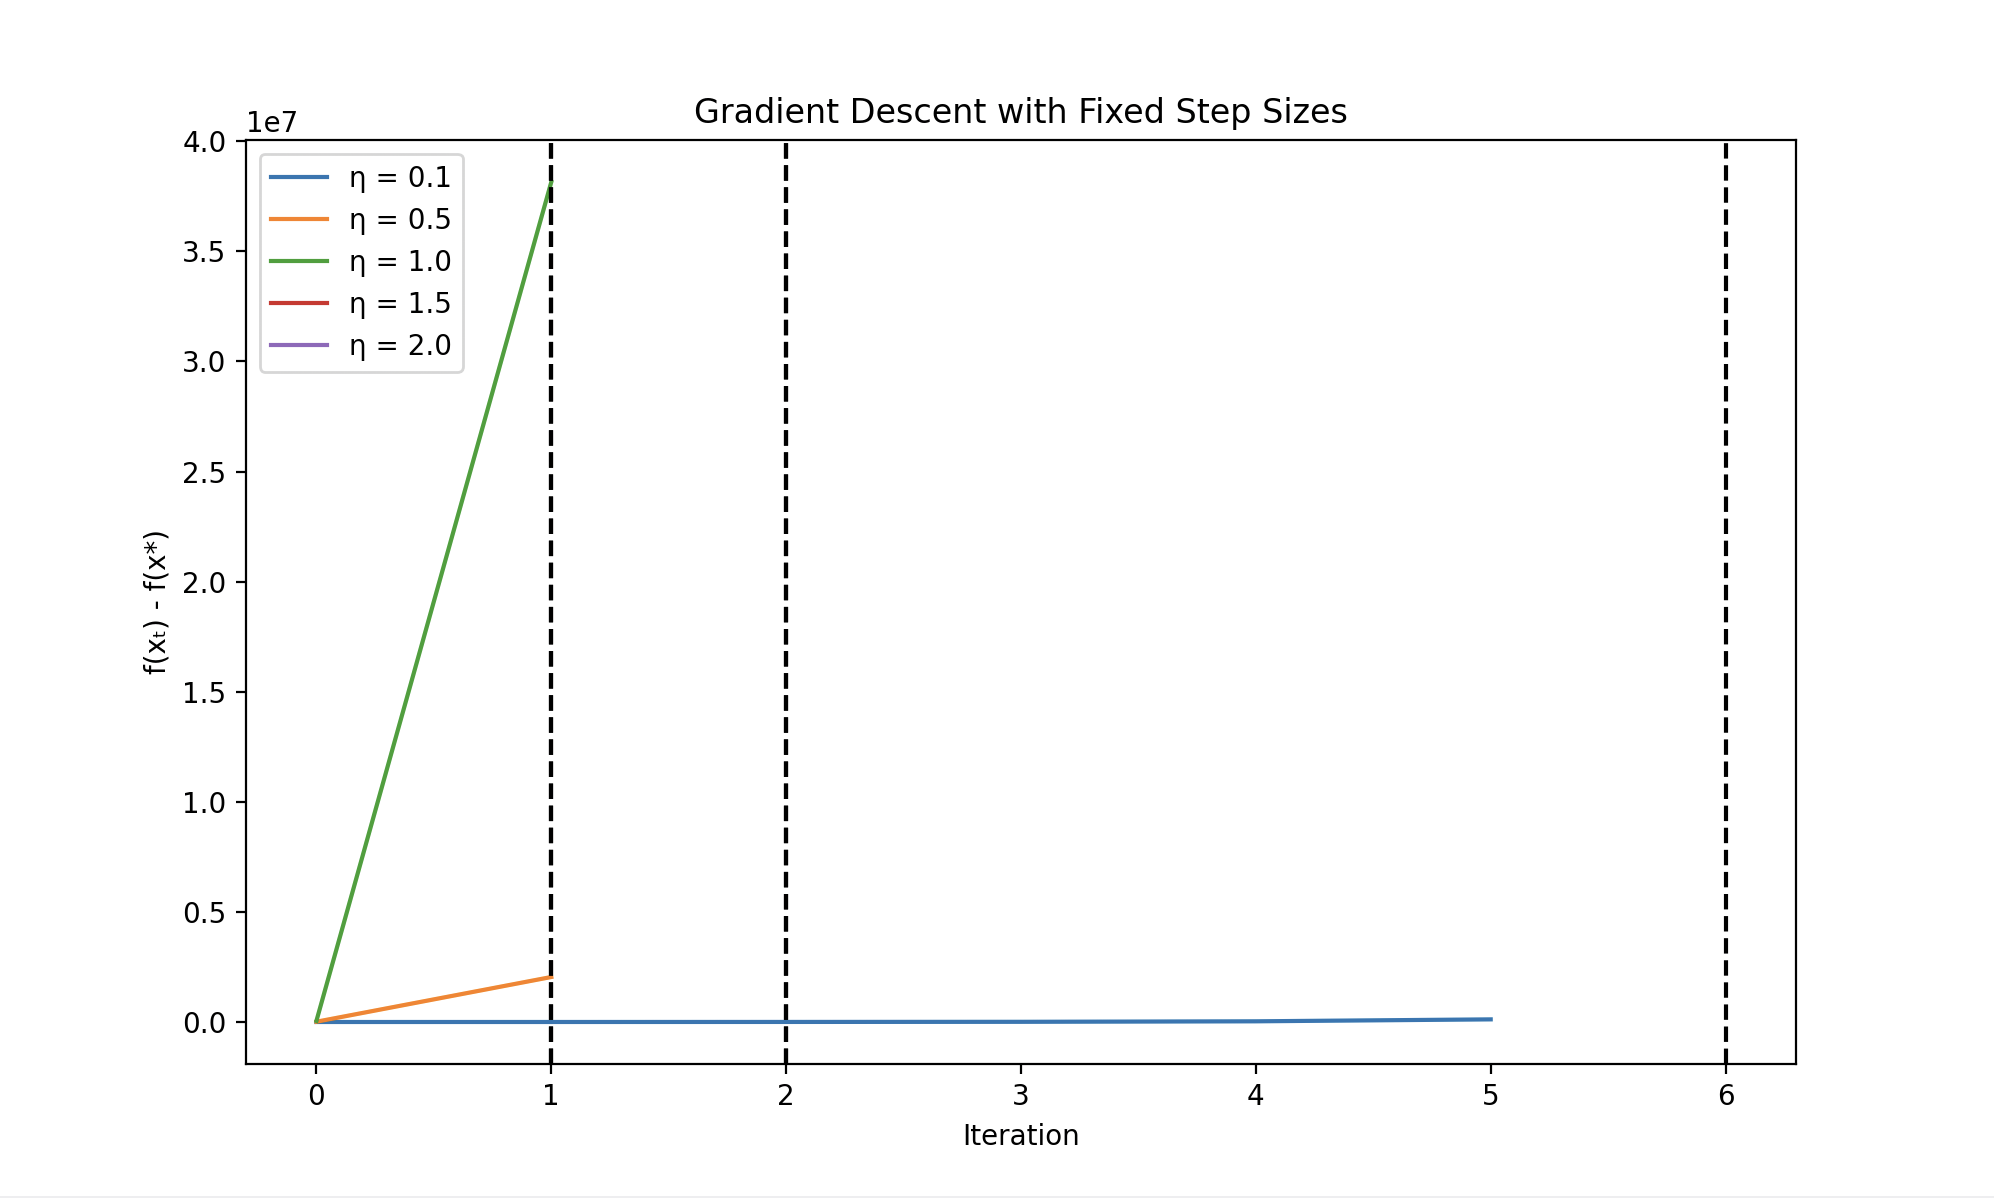 Gradient Descent with Fixed Step Sizes
1e7
4.0
3.5
3.0
2.5
2.0
1.5
1.0
0.5
0.0
f(xₜ) - f(x*)
η = 0.1
η = 0.5
η = 1.0
η = 1.5
η = 2.0
0 1 2 3 4 5 6
Iteration